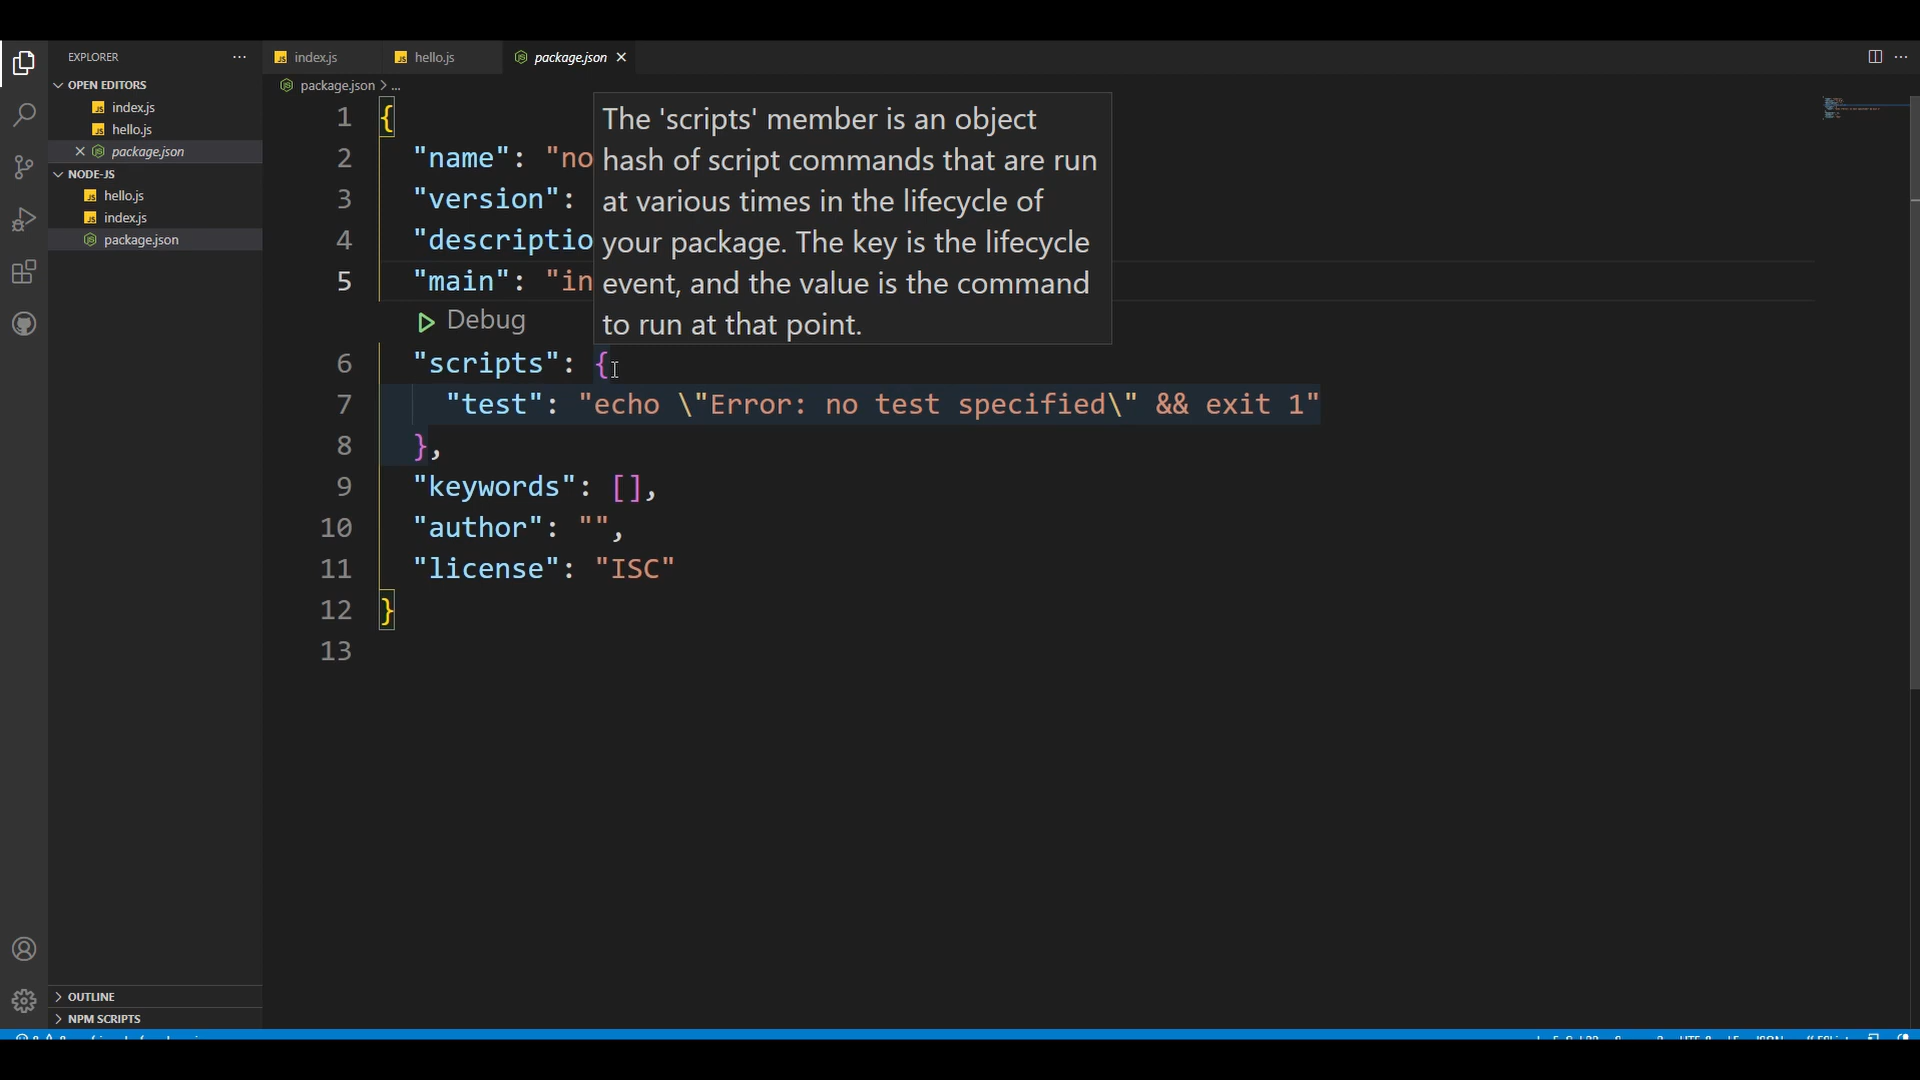 EXPLORER
OPEN EDITORS
index.js
hello.js
package.json
NODE-JS
hello.js
index.js
package.json
OUTLINE
NPM SCRIPTS
index.js
hello.js
package.json
package.json > ...
1 {
2 "name": "no
3 "version":
4 "descriptio
5 "main": "in
The 'scripts' member is an object
hash of script commands that are run
at various times in the lifecycle of
your package. The key is the lifecycle
event, and the value is the command
to run at that point.
Debug
6 "scripts": {
7 "test": "echo \"Error: no test specified\" && exit 1"
8 },
9 "keywords": [],
10 "author": "",
11 "license": "ISC"
12 }
13